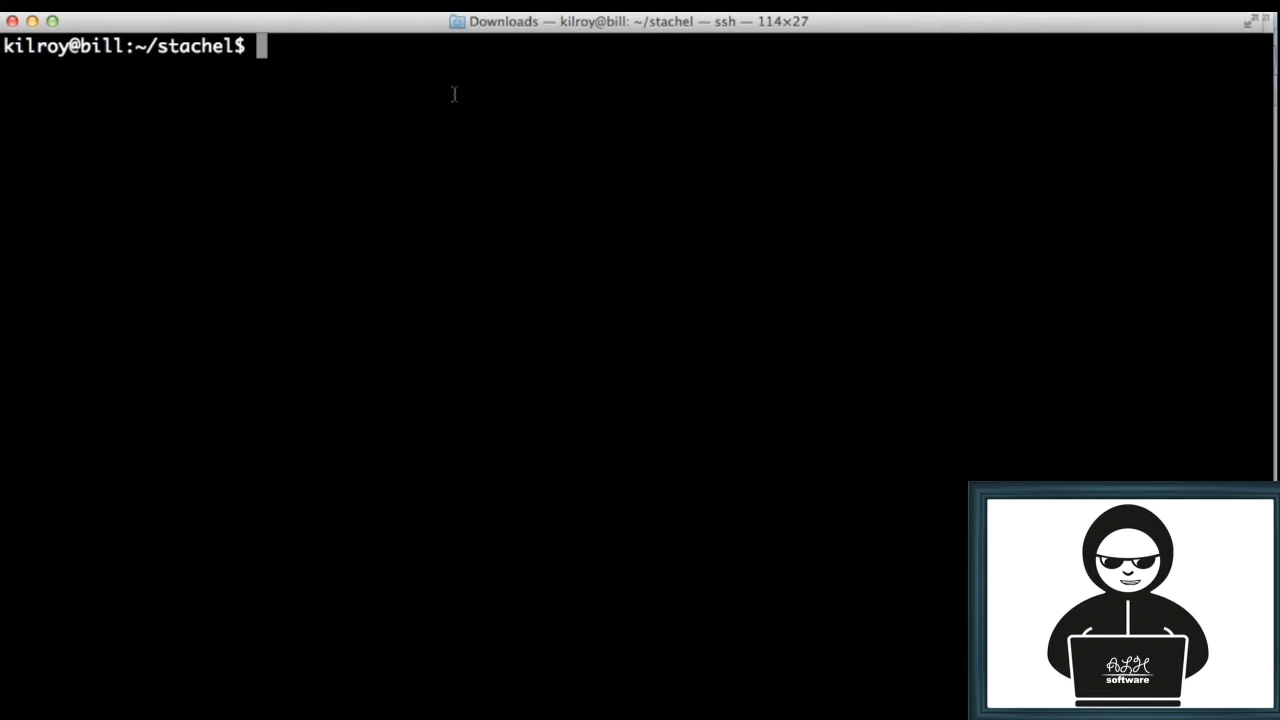 Downloads — kilroy@bill: ~/stachel — ssh — 114×27
kilroy@bill:~/stachel$
ALH
software